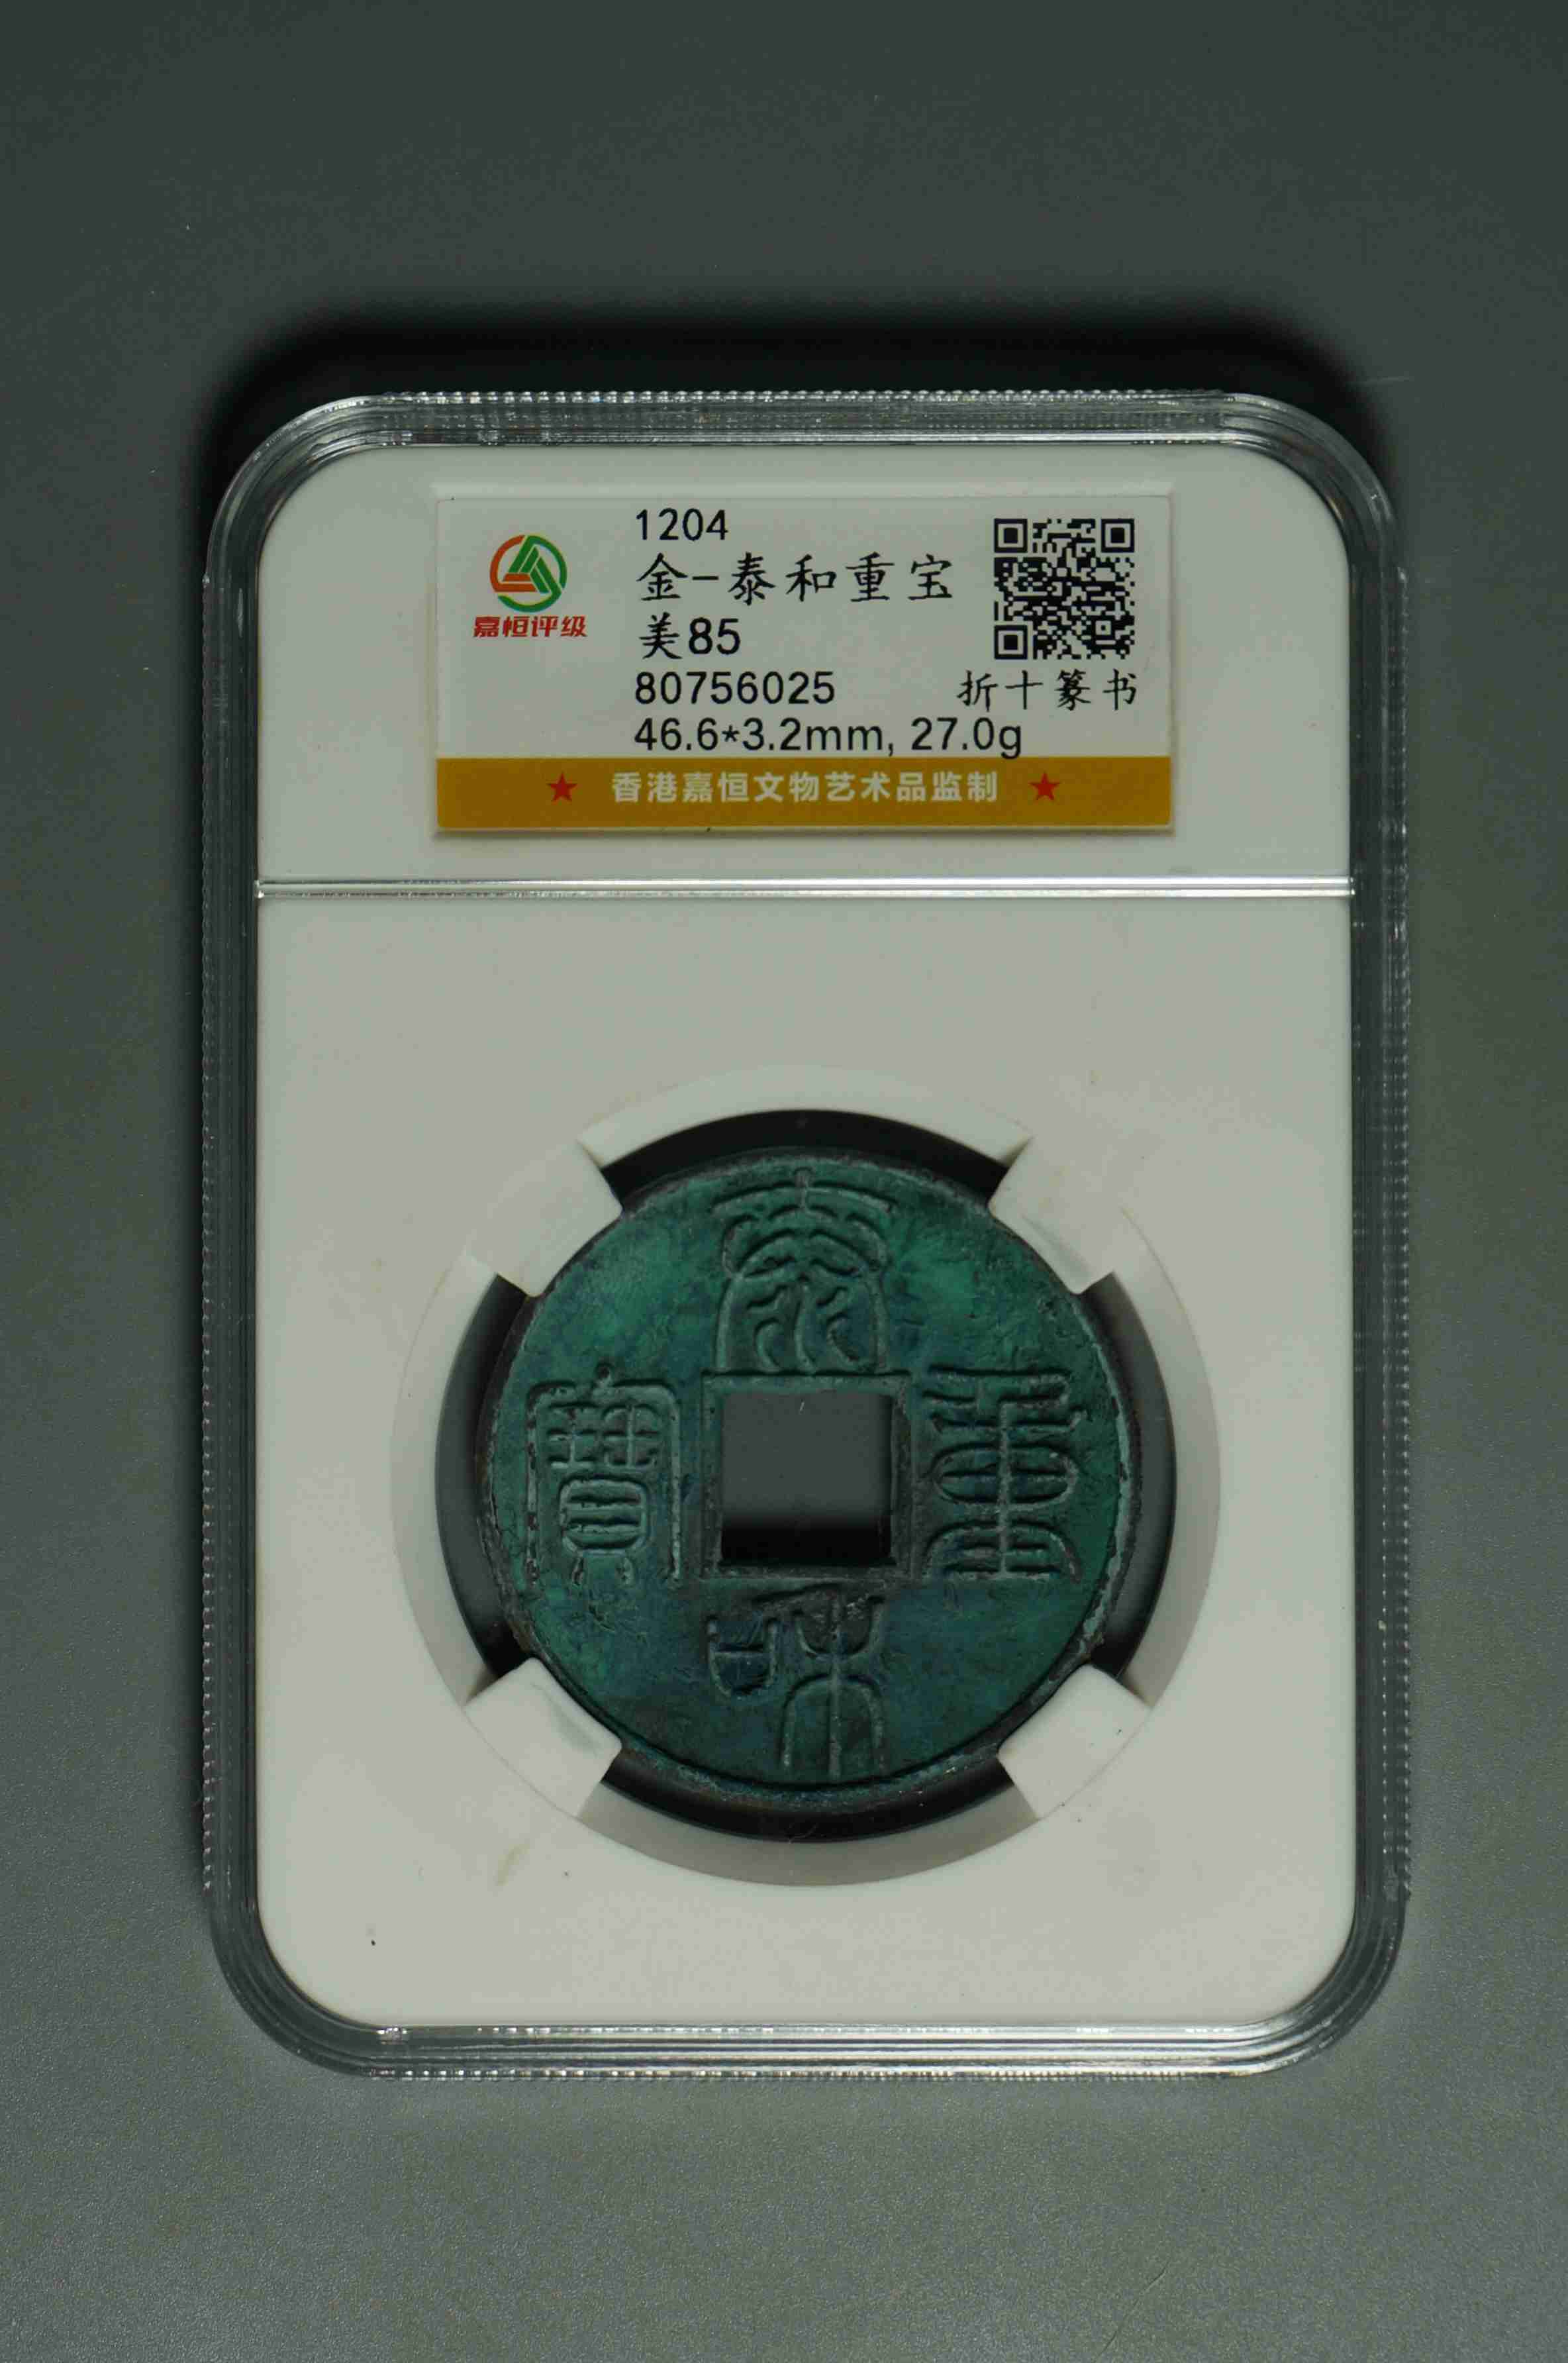 1204
金-泰和重宝
美85
嘉恒评级
80756025 折十篆书
46.6*3.2mm, 27.0g
★ 香港嘉恒文物艺术品监制 ★
泰
寶 重
和